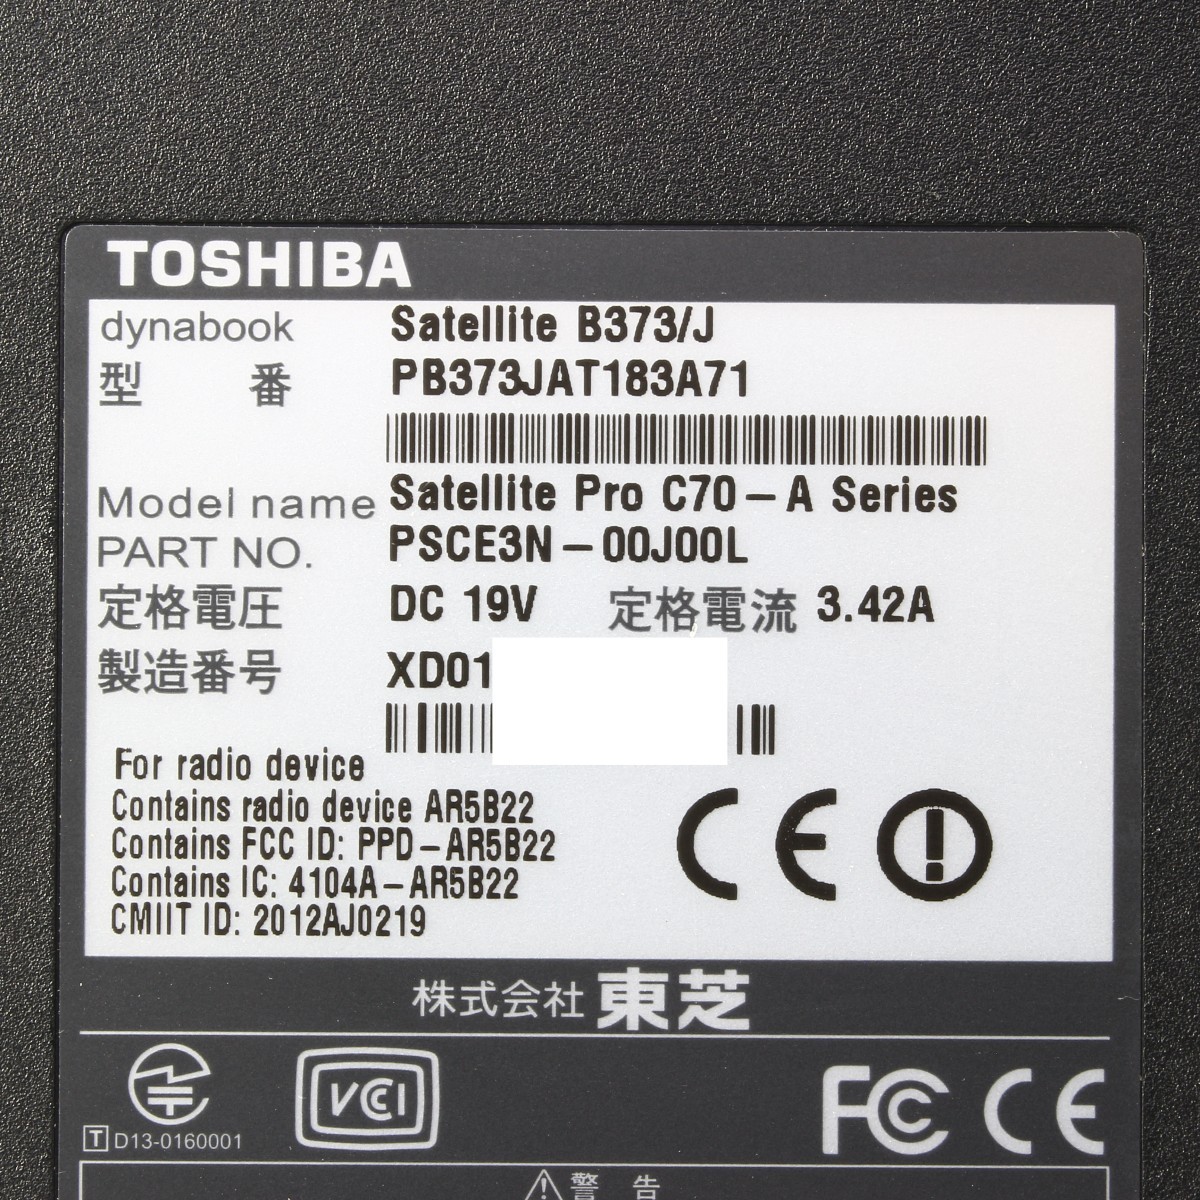 TOSHIBA
dynabook Satellite B373/J
型 番 PB373JAT183A71
Model name Satellite Pro C70-A Series
PART NO. PSCE3N-00J00L
定格電圧 DC 19V 定格電流 3.42A
製造番号 XD01
For radio device
Contains radio device AR5B22
Contains FCC ID: PPD-AR5B22
Contains IC: 4104A-AR5B22
CMIIT ID: 2012AJ0219
CE
株式会社 東芝
T D13-0160001
VCCI
FC CE
警 告